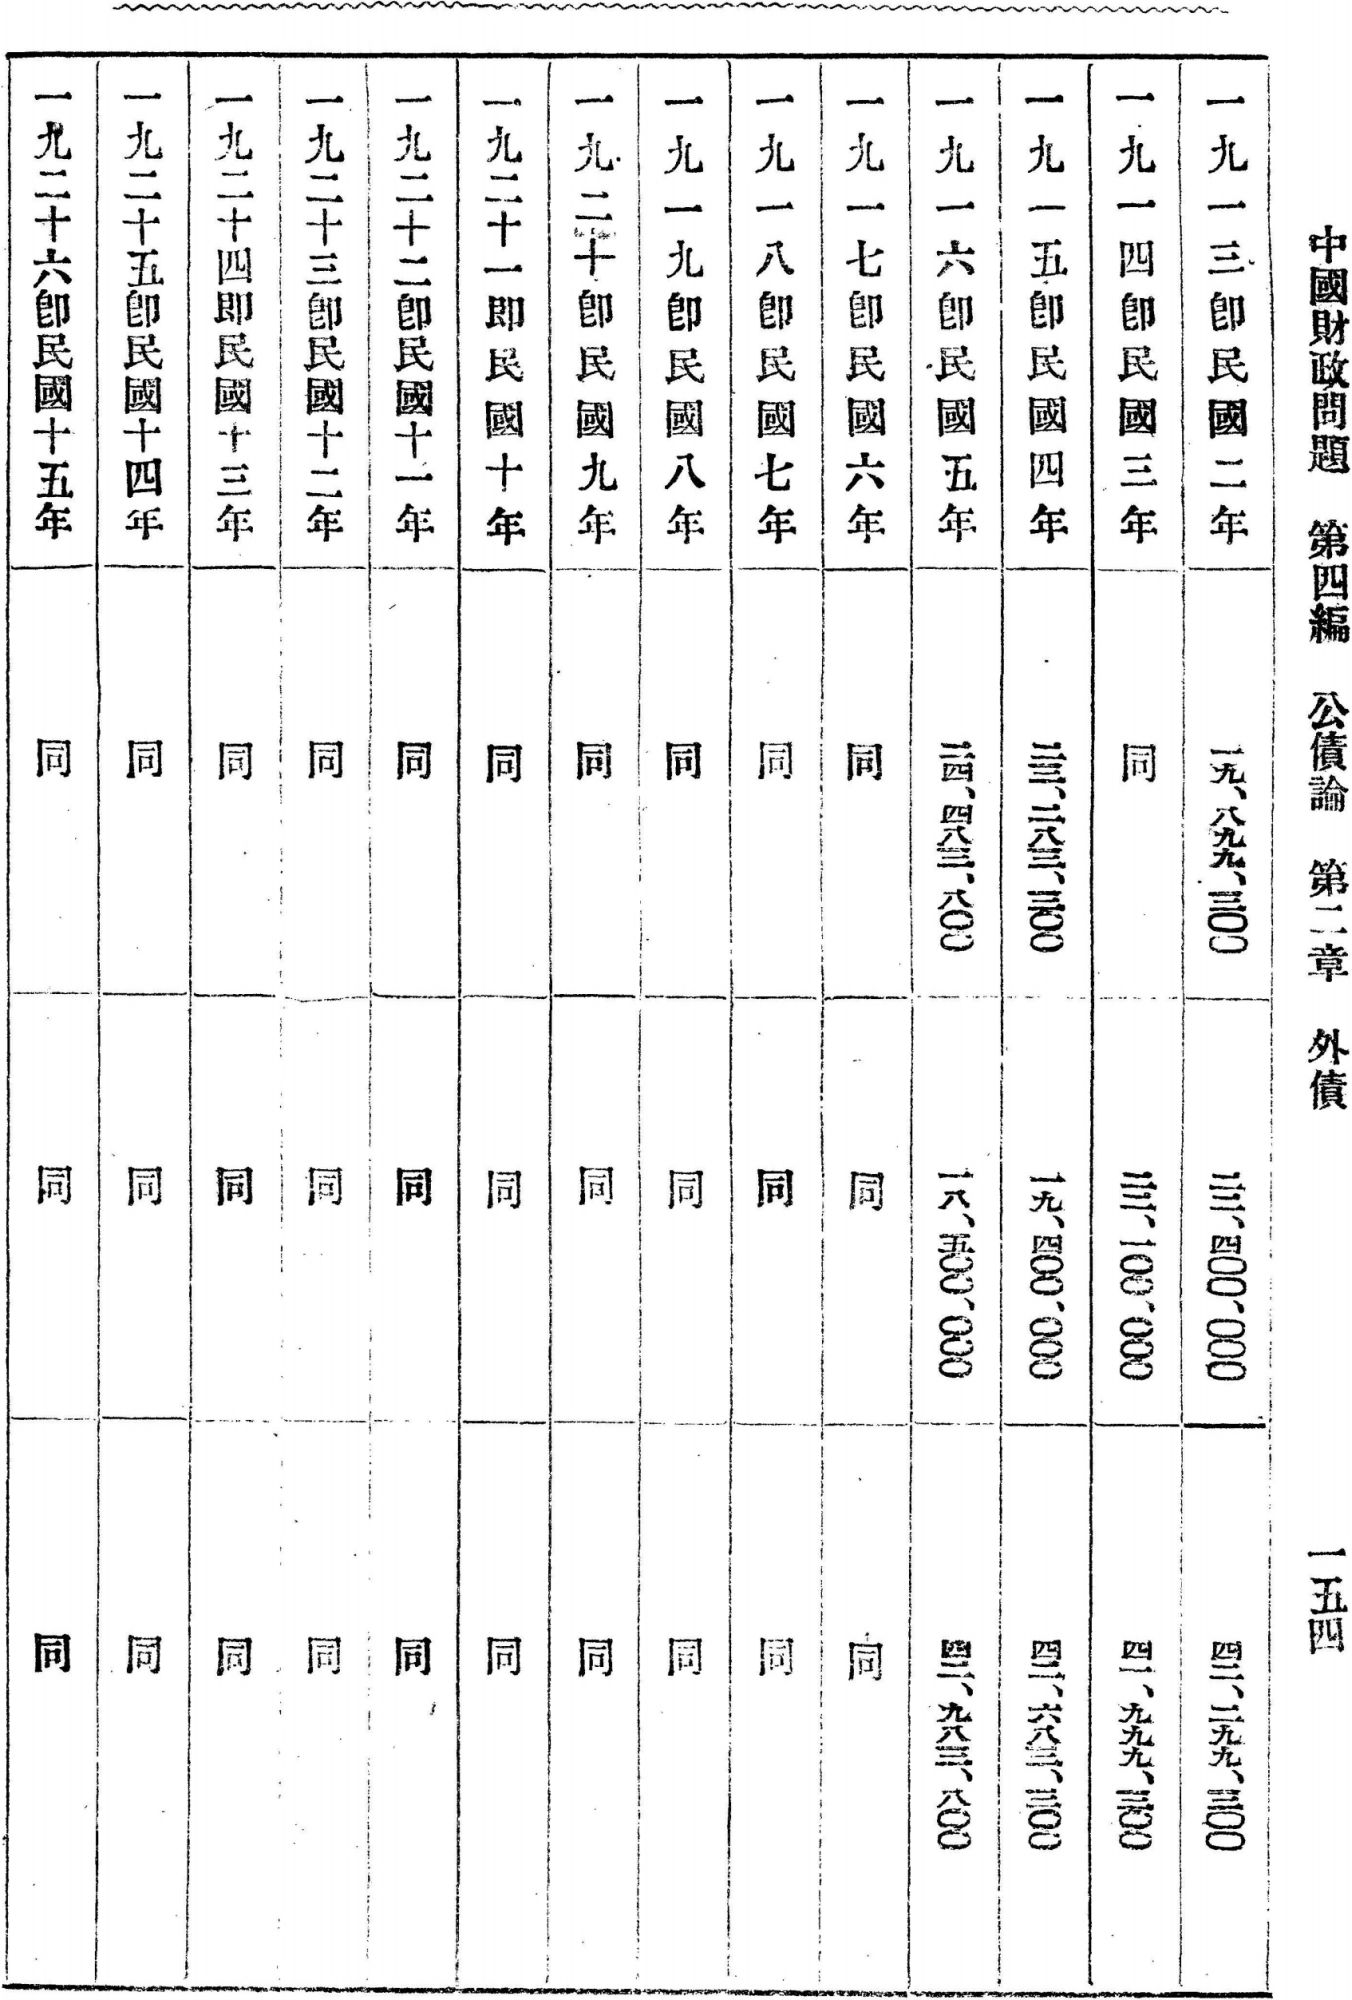 中國財政問題　第四編　公債論　第二章　外債　一五四
一九一三卽民國二年　一九、八九九、三〇〇　二二、四〇〇、〇〇〇　四二、二九九、三〇〇
一九一四卽民國三年　同　二二、一〇〇、〇〇〇　四一、九九九、三〇〇
一九一五卽民國四年　二三、二八三、三〇〇　一九、四〇〇、〇〇〇　四二、六八三、三〇〇
一九一六卽民國五年　二四、四八三、八〇〇　一八、五〇〇、〇〇〇　四二、九八三、八〇〇
一九一七卽民國六年　同　同　同
一九一八卽民國七年　同　同　同
一九一九卽民國八年　同　同　同
一九二十卽民國九年　同　同　同
一九二十一卽民國十年　同　同　同
一九二十二卽民國十一年　同　同　同
一九二十三卽民國十二年　同　同　同
一九二十四卽民國十三年　同　同　同
一九二十五卽民國十四年　同　同　同
一九二十六卽民國十五年　同　同　同